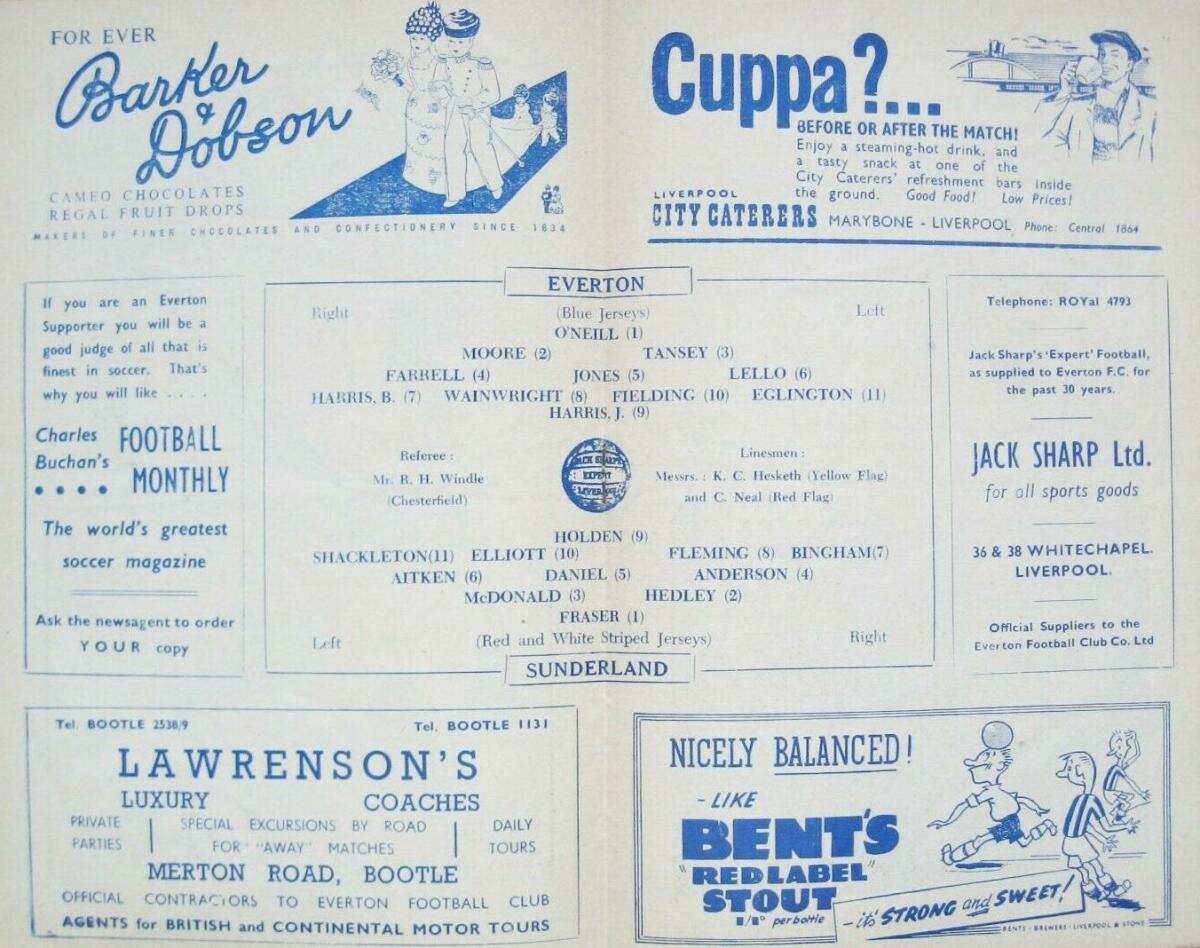 FOR EVER
Barker & Dobson
CAMEO CHOCOLATES
REGAL FRUIT DROPS
MAKERS OF FINER CHOCOLATES AND CONFECTIONERY SINCE 1834
Cuppa?...
BEFORE OR AFTER THE MATCH!
Enjoy a steaming-hot drink, and
a tasty snack at one of the
City Caterers' refreshment bars inside
the ground. Good Food! Low Prices!
LIVERPOOL
CITY CATERERS MARYBONE - LIVERPOOL Phone: Central 1864
If you are an Everton
Supporter you will be a
good judge of all that is
finest in soccer. That's
why you will like ....
Charles
Buchan's
....
FOOTBALL
MONTHLY
The world's greatest
soccer magazine
Ask the newsagent to order
YOUR copy
EVERTON
Right (Blue Jerseys) Left
O'NEILL (1)
MOORE (2) TANSEY (3)
FARRELL (4) JONES (5) LELLO (6)
HARRIS, B. (7) WAINWRIGHT (8) FIELDING (10) EGLINGTON (11)
HARRIS, J. (9)
Referee :
Mr. R. H. Windle
(Chesterfield)
JACK SHARP'S
EXPERT
LIVERPOOL
Linesmen :
Messrs. : K. C. Hesketh (Yellow Flag)
and C. Neal (Red Flag)
HOLDEN (9)
SHACKLETON(11) ELLIOTT (10) FLEMING (8) BINGHAM(7)
AITKEN (6) DANIEL (5) ANDERSON (4)
McDONALD (3) HEDLEY (2)
FRASER (1)
Left (Red and White Striped Jerseys) Right
SUNDERLAND
Telephone: ROYal 4793
Jack Sharp's 'Expert' Football,
as supplied to Everton F.C. for
the past 30 years.
JACK SHARP Ltd.
for all sports goods
36 & 38 WHITECHAPEL.
LIVERPOOL.
Official Suppliers to the
Everton Football Club Co. Ltd
Tel. BOOTLE 2538/9 Tel. BOOTLE 1131
LAWRENSON'S
LUXURY COACHES
PRIVATE
PARTIES
SPECIAL EXCURSIONS BY ROAD
FOR "AWAY" MATCHES
DAILY
TOURS
MERTON ROAD, BOOTLE
OFFICIAL CONTRACTORS TO EVERTON FOOTBALL CLUB
AGENTS for BRITISH and CONTINENTAL MOTOR TOURS
NICELY BALANCED!
- LIKE
BENT'S
"RED LABEL"
STOUT
per bottle
- it's STRONG and SWEET!
BENTS · BREWERS · LIVERPOOL & STONE